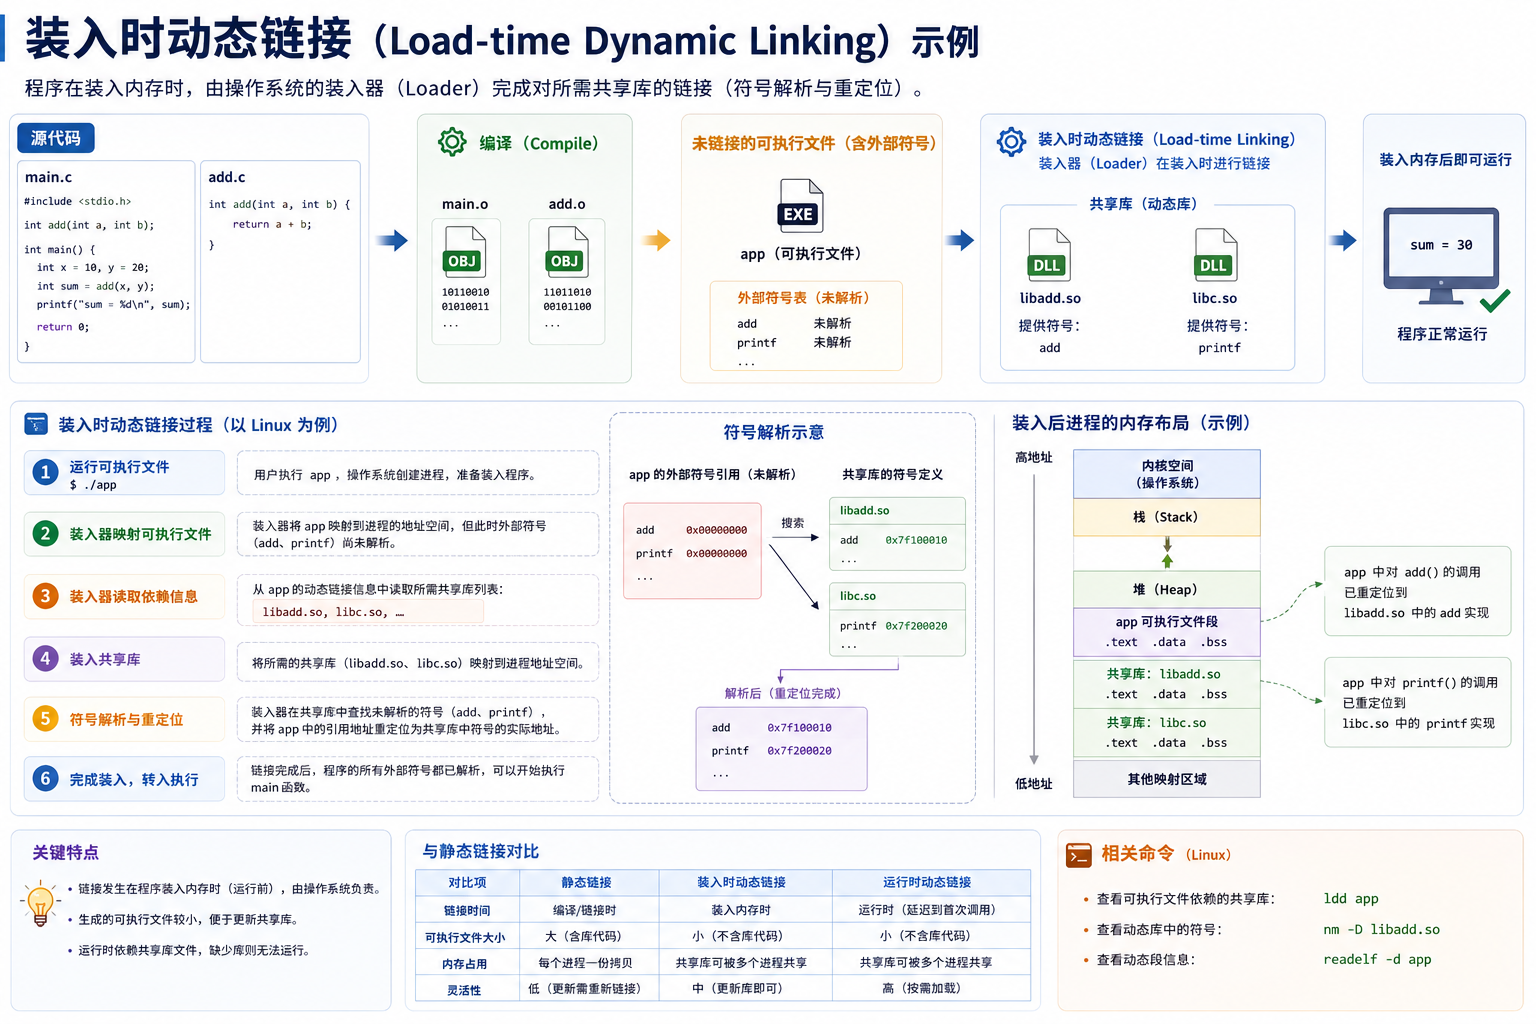 装入时动态链接（Load-time Dynamic Linking）示例
程序在装入内存时，由操作系统的装入器（Loader）完成对所需共享库的链接（符号解析与重定位）。
源代码
main.c
#include <stdio.h>
int add(int a, int b);
int main() {
int x = 10, y = 20;
int sum = add(x, y);
printf("sum = %d\n", sum);
return 0;
}
add.c
int add(int a, int b) {
return a + b;
}
编译（Compile）
main.o
OBJ
10110010
01010011
...
add.o
OBJ
11011010
00101100
...
未链接的可执行文件（含外部符号）
EXE
app（可执行文件）
外部符号表（未解析）
add 未解析
printf 未解析
...
装入时动态链接（Load-time Linking）
装入器（Loader）在装入时进行链接
共享库（动态库）
DLL
libadd.so
提供符号：
add
DLL
libc.so
提供符号：
printf
装入内存后即可运行
sum = 30
程序正常运行
装入时动态链接过程（以 Linux 为例）
1 运行可执行文件
$ ./app
用户执行 app ，操作系统创建进程，准备装入程序。
2 装入器映射可执行文件
装入器将 app 映射到进程的地址空间，但此时外部符号
（add、printf）尚未解析。
3 装入器读取依赖信息
从 app 的动态链接信息中读取所需共享库列表：
libadd.so, libc.so, …
4 装入共享库
将所需的共享库（libadd.so、libc.so）映射到进程地址空间。
5 符号解析与重定位
装入器在共享库中查找未解析的符号（add、printf），
并将 app 中的引用地址重定位为共享库中符号的实际地址。
6 完成装入，转入执行
链接完成后，程序的所有外部符号都已解析，可以开始执行
main 函数。
符号解析示意
app 的外部符号引用（未解析）
add 0x00000000
printf 0x00000000
...
搜索
共享库的符号定义
libadd.so
add 0x7f100010
...
libc.so
printf 0x7f200020
...
解析后（重定位完成）
add 0x7f100010
printf 0x7f200020
...
装入后进程的内存布局（示例）
高地址
低地址
内核空间
（操作系统）
栈（Stack）
堆（Heap）
app 可执行文件段
.text .data .bss
共享库：libadd.so
.text .data .bss
共享库：libc.so
.text .data .bss
其他映射区域
app 中对 add() 的调用
已重定位到
libadd.so 中的 add 实现
app 中对 printf() 的调用
已重定位到
libc.so 中的 printf 实现
关键特点
• 链接发生在程序装入内存时（运行前），由操作系统负责。
• 生成的可执行文件较小，便于更新共享库。
• 运行时依赖共享库文件，缺少库则无法运行。
与静态链接对比
对比项 静态链接 装入时动态链接 运行时动态链接
链接时间 编译/链接时 装入内存时 运行时（延迟到首次调用）
可执行文件大小 大（含库代码） 小（不含库代码） 小（不含库代码）
内存占用 每个进程一份拷贝 共享库可被多个进程共享 共享库可被多个进程共享
灵活性 低（更新需重新链接） 中（更新库即可） 高（按需加载）
相关命令（Linux）
• 查看可执行文件依赖的共享库： ldd app
• 查看动态库中的符号： nm -D libadd.so
• 查看动态段信息： readelf -d app